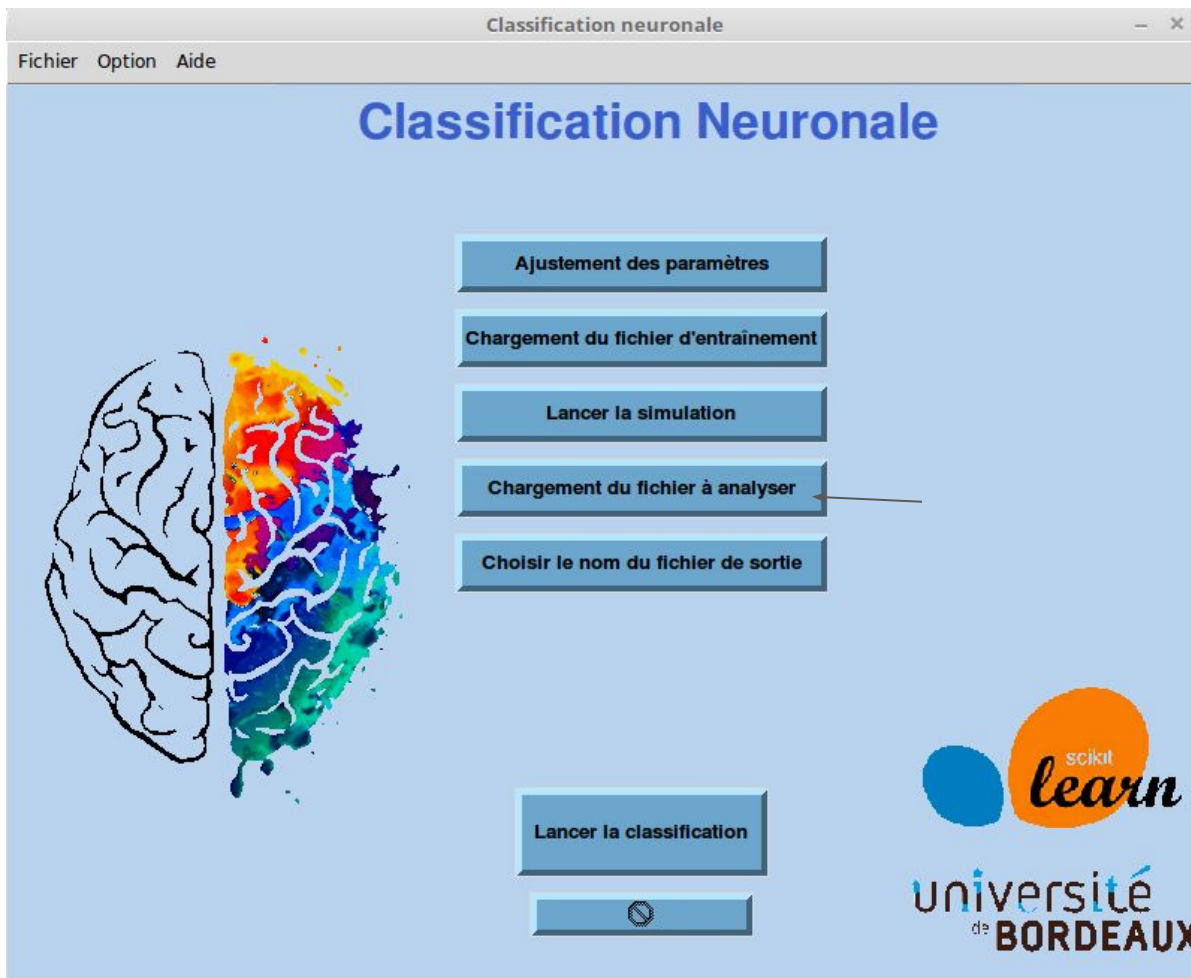 Classification neuronale
Fichier Option Aide
Classification Neuronale
Ajustement des paramètres
Chargement du fichier d'entraînement
Lancer la simulation
Chargement du fichier à analyser
Choisir le nom du fichier de sortie
Lancer la classification
scikit
learn
université
de BORDEAUX